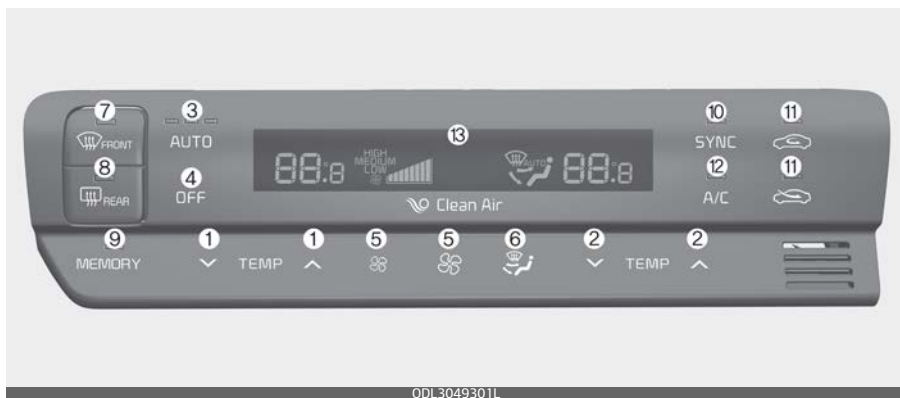 ⑦ ③ ⑬ ⑩ ⑪
FRONT AUTO SYNC
88.8 HIGH MEDIUM LOW AUTO 88.8
⑧ ④ ⑫ ⑪
REAR OFF A/C
Clean Air
⑨ ① ① ⑤ ⑤ ⑥ ② ②
MEMORY TEMP TEMP
ODL3049301L